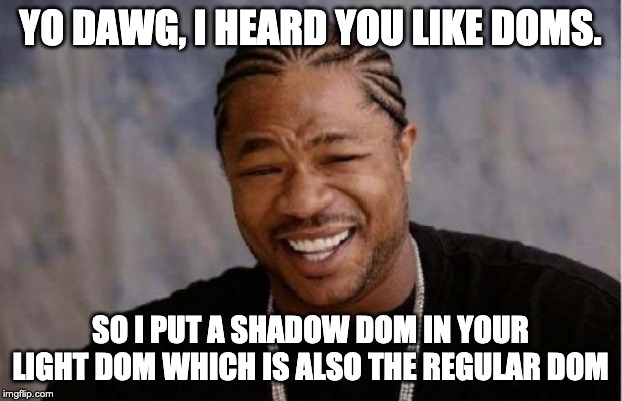 YO DAWG, I HEARD YOU LIKE DOMS.
SO I PUT A SHADOW DOM IN YOUR
LIGHT DOM WHICH IS ALSO THE REGULAR DOM
imgflip.com